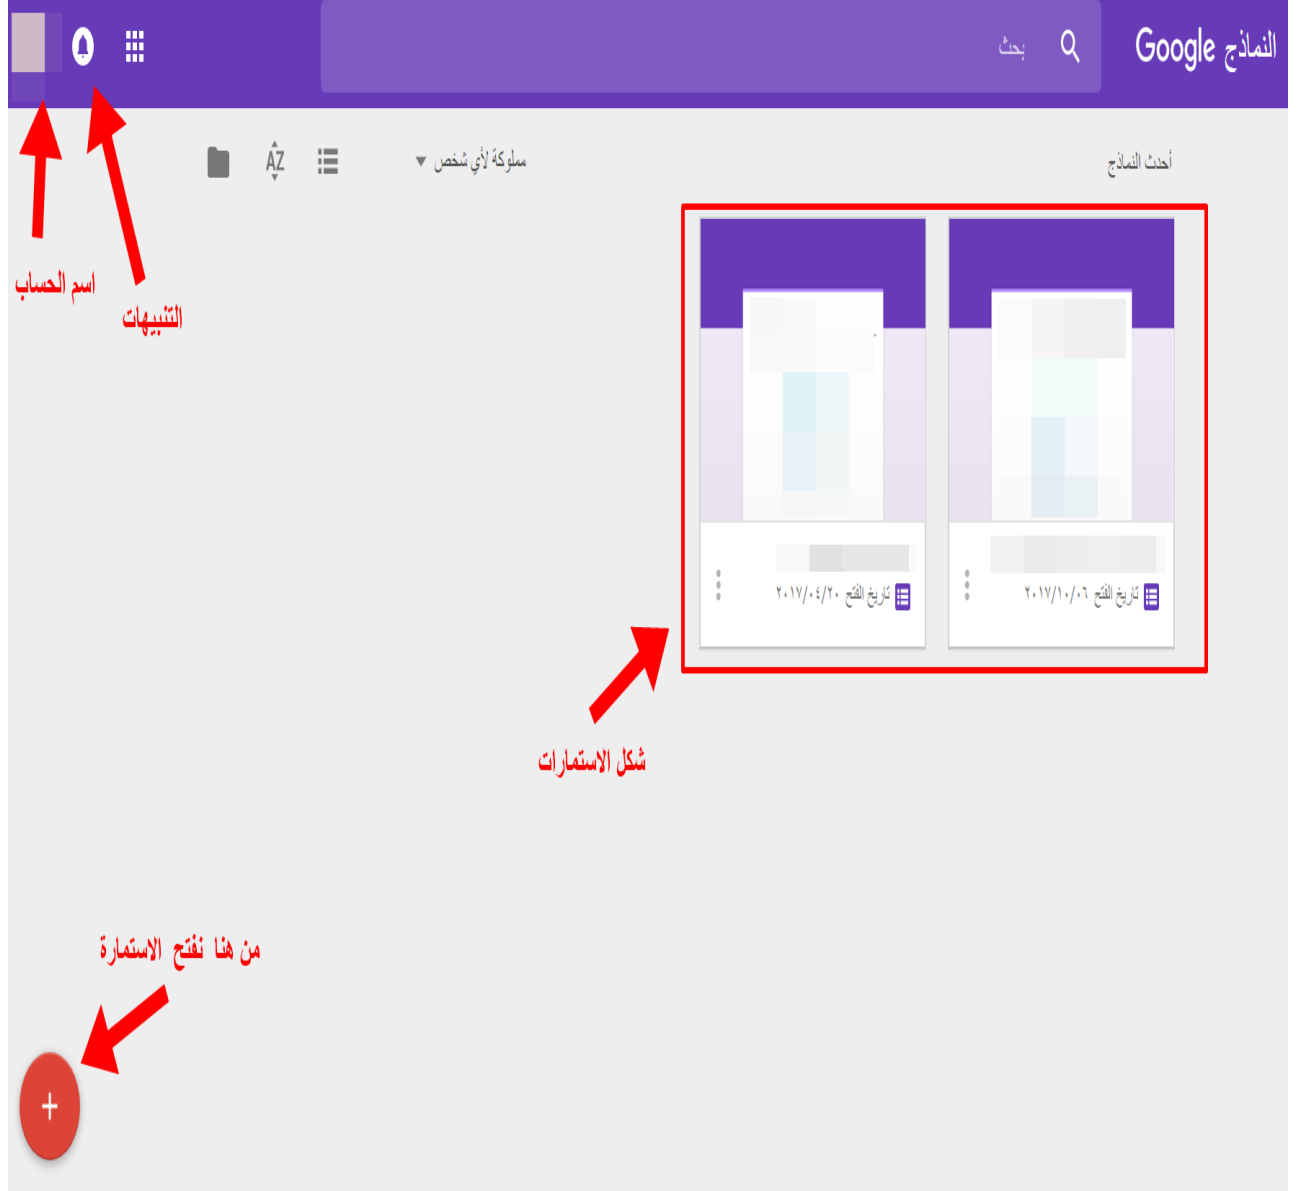 النماذج Google
بحث
أحدث النماذج
مملوكة لأي شخص
AZ
اسم الحساب
التنبيهات
تاريخ الفتح ٢٠١٧/١٠/٠٦
تاريخ الفتح ٢٠١٧/٠٤/٢٠
شكل الاستمارات
من هنا نفتح الاستمارة
+